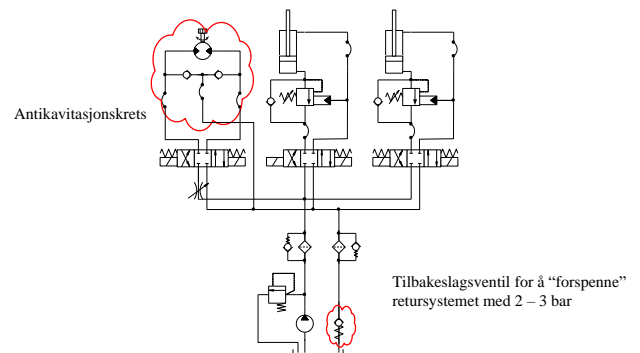 Antikavitasjonskrets
Tilbakeslagsventil for å “forspenne”
retursystemet med 2 – 3 bar